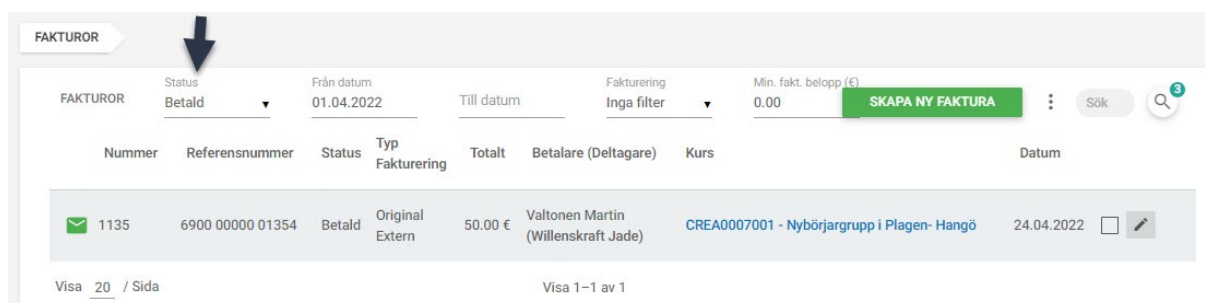 FAKTUROR
Status
Från datum
Fakturering
Min. fakt. belopp (€)
3
FAKTUROR
Betald
01.04.2022
Till datum
Inga filter
0.00
SKAPA NY FAKTURA
Sök
Nummer
Referensnummer
Status
Typ
Fakturering
Totalt
Betalare (Deltagare)
Kurs
Datum
1135
6900 00000 01354
Betald
Original
Extern
50.00 €
Valtonen Martin
(Willenskraft Jade)
CREA0007001 - Nybörjargrupp i Plagen- Hangö
24.04.2022
Visa 20 / Sida
Visa 1–1 av 1